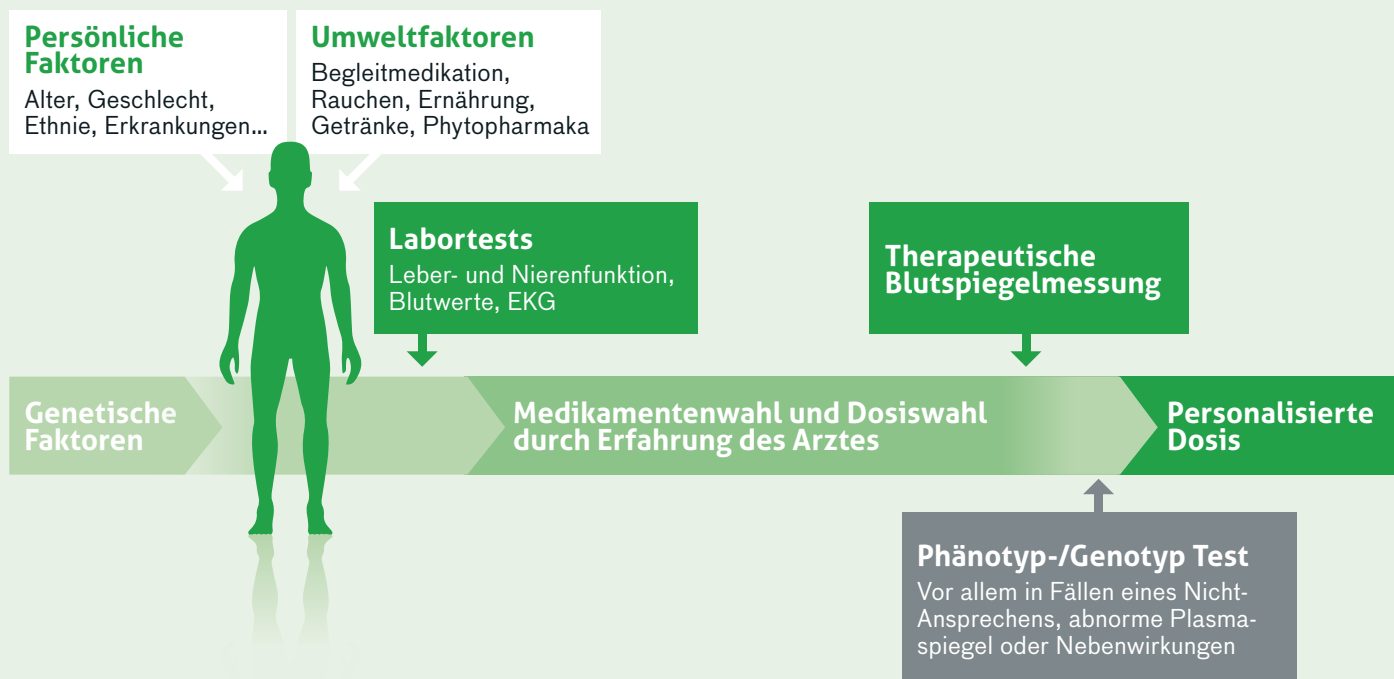 Persönliche
Faktoren
Alter, Geschlecht,
Ethnie, Erkrankungen...
Umweltfaktoren
Begleitmedikation,
Rauchen, Ernährung,
Getränke, Phytopharmaka
Labortests
Leber- und Nierenfunktion,
Blutwerte, EKG
Therapeutische
Blutspiegelmessung
Genetische
Faktoren
Medikamentenwahl und Dosiswahl
durch Erfahrung des Arztes
Personalisierte
Dosis
Phänotyp-/Genotyp Test
Vor allem in Fällen eines Nicht-
Ansprechens, abnorme Plasma-
spiegel oder Nebenwirkungen